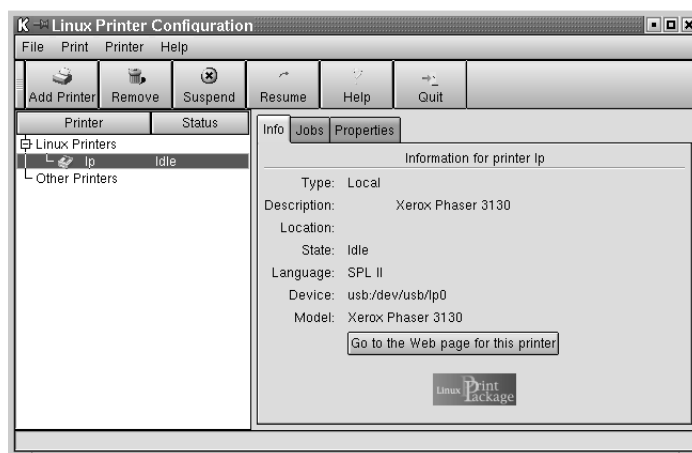 Linux Printer Configuration
File Print Printer Help
Add Printer Remove Suspend Resume Help Quit
Printer Status
Linux Printers
lp Idle
Other Printers
Info Jobs Properties
Information for printer lp
Type: Local
Description: Xerox Phaser 3130
Location:
State: Idle
Language: SPL II
Device: usb:/dev/usb/lp0
Model: Xerox Phaser 3130
Go to the Web page for this printer
Linux Print Package